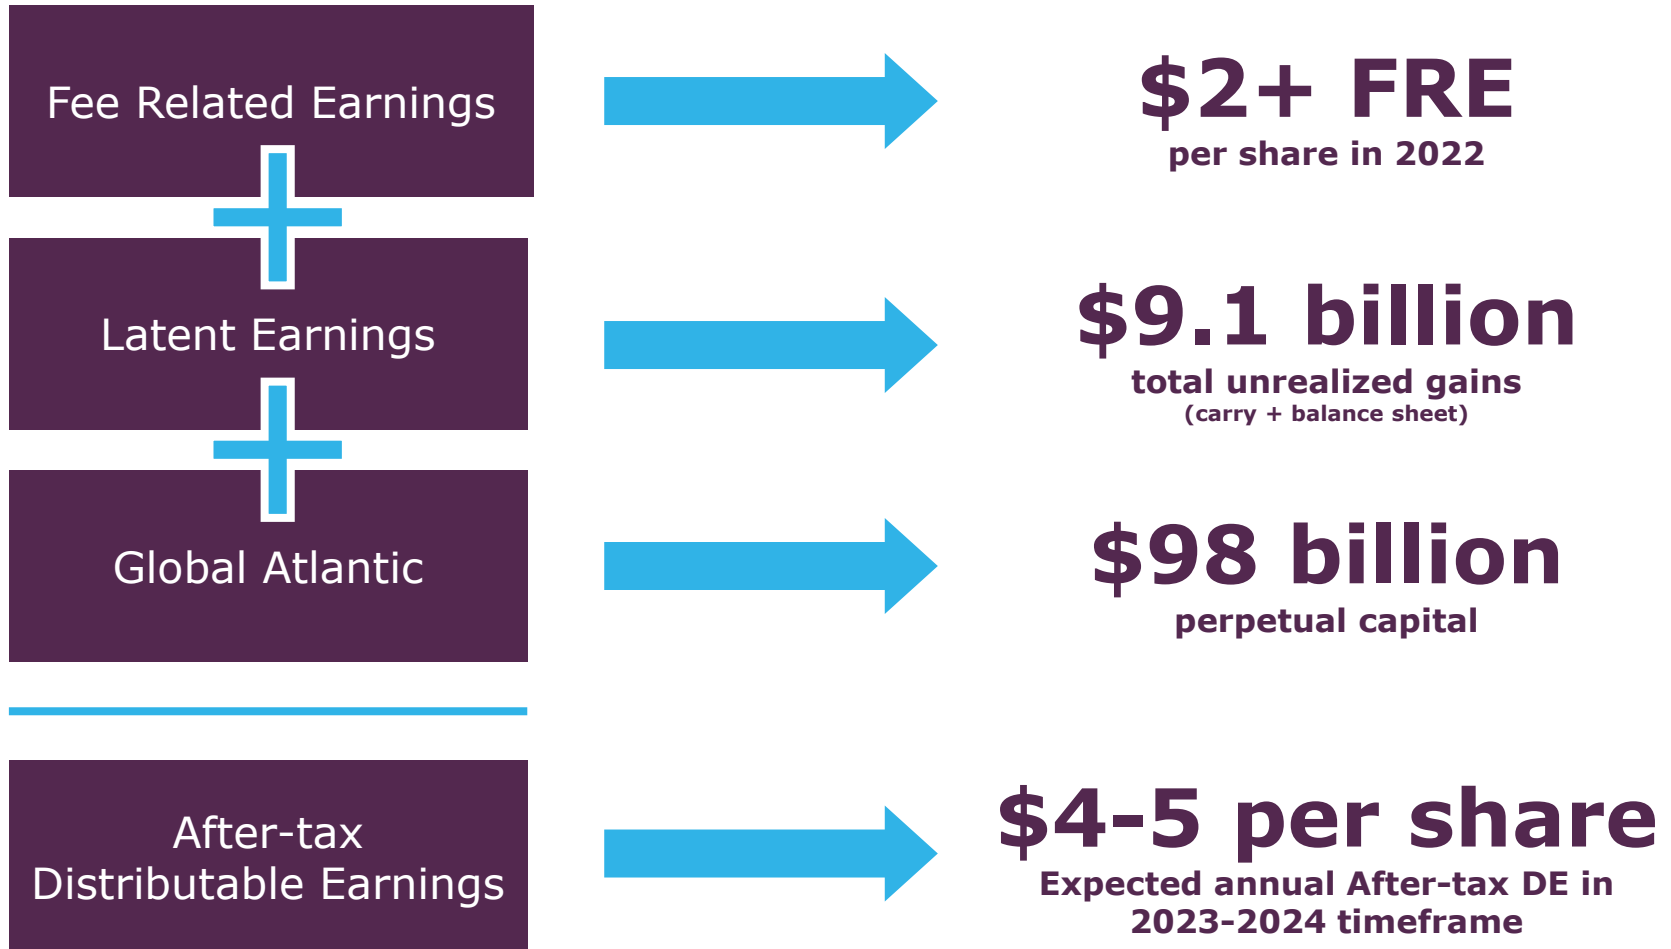 Fee Related Earnings
$2+ FRE
per share in 2022
Latent Earnings
$9.1 billion
total unrealized gains
(carry + balance sheet)
Global Atlantic
$98 billion
perpetual capital
After-tax
Distributable Earnings
$4-5 per share
Expected annual After-tax DE in
2023-2024 timeframe